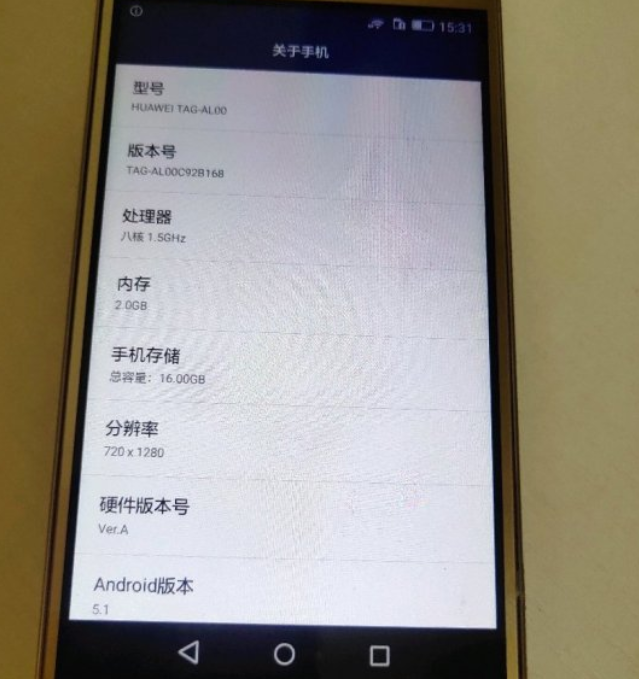 15:31
关于手机
型号
HUAWEI TAG-AL00
版本号
TAG-AL00C92B168
处理器
八核 1.5GHz
内存
2.0GB
手机存储
总容量：16.00GB
分辨率
720 x 1280
硬件版本号
Ver.A
Android版本
5.1